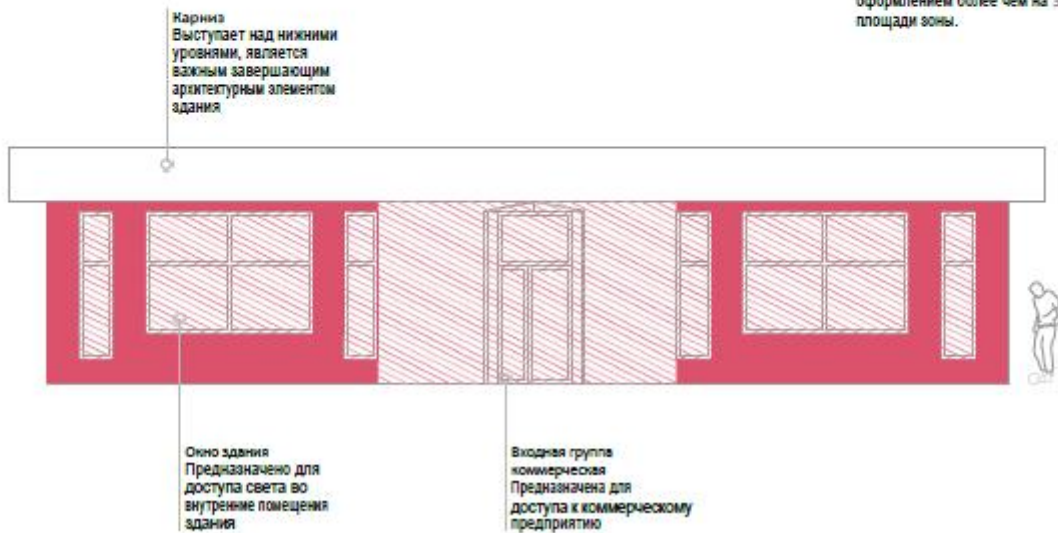 оформлением более чем на
площади зоны.
Карниз
Выступает над нижними
уровнями, является
важным завершающим
архитектурным элементом
здания
Окно здания
Предназначено для
доступа света во
внутренние помещения
здания
Входная группа
коммерческая
Предназначена для
доступа к коммерческому
предприятию